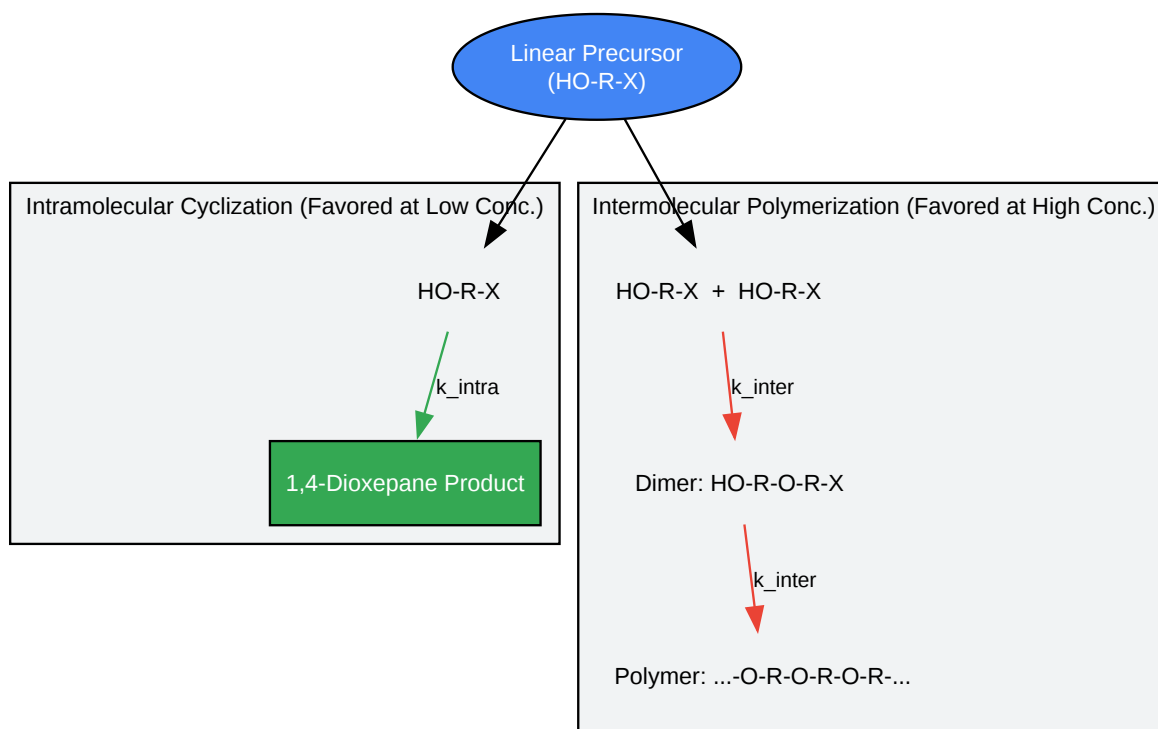 Linear Precursor
(HO-R-X)
Intramolecular Cyclization (Favored at Low Conc.)
HO-R-X
k_intra
1,4-Dioxepane Product
Intermolecular Polymerization (Favored at High Conc.)
HO-R-X + HO-R-X
k_inter
Dimer: HO-R-O-R-X
k_inter
Polymer: ...-O-R-O-R-O-R-...